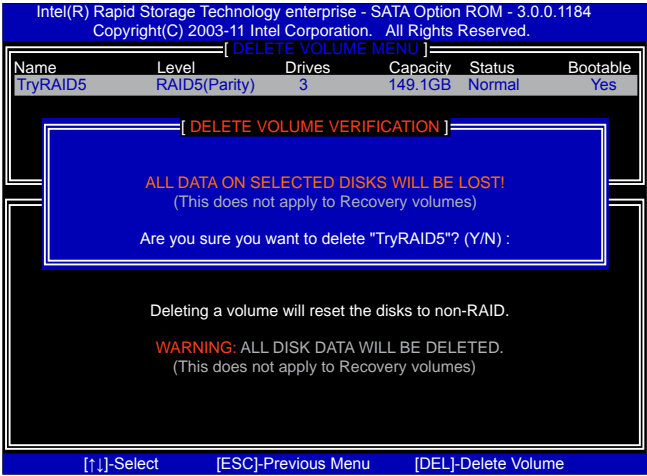 Intel(R) Rapid Storage Technology enterprise - SATA Option ROM - 3.0.0.1184
Copyright(C) 2003-11 Intel Corporation. All Rights Reserved.
[ DELETE VOLUME MENU ]
Name Level Drives Capacity Status Bootable
TryRAID5 RAID5(Parity) 3 149.1GB Normal Yes
[ DELETE VOLUME VERIFICATION ]
ALL DATA ON SELECTED DISKS WILL BE LOST!
(This does not apply to Recovery volumes)
Are you sure you want to delete "TryRAID5"? (Y/N) :
Deleting a volume will reset the disks to non-RAID.
WARNING: ALL DISK DATA WILL BE DELETED.
(This does not apply to Recovery volumes)
[↑↓]-Select [ESC]-Previous Menu [DEL]-Delete Volume